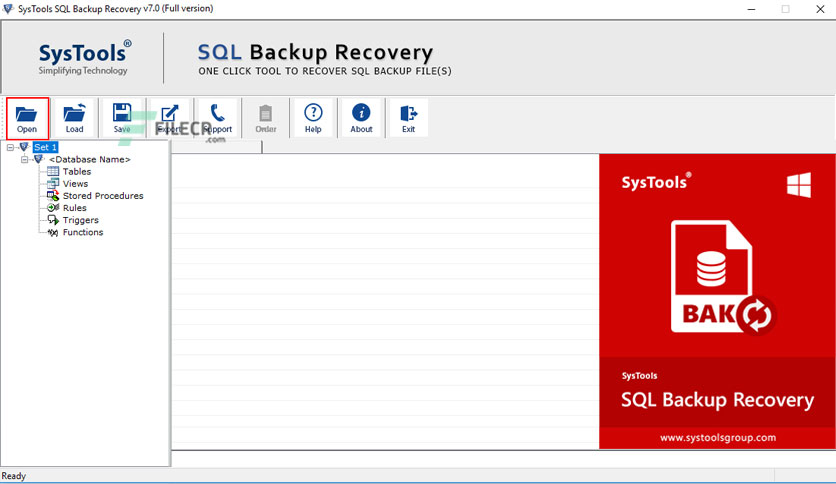 SysTools SQL Backup Recovery v7.0 (Full version)
SysTools®
Simplifying Technology
SQL Backup Recovery
ONE CLICK TOOL TO RECOVER SQL BACKUP FILE(S)
Open Load Save Export Support Order Help About Exit
FILECR
.com
Set 1
<Database Name>
Tables
Views
Stored Procedures
Rules
Triggers
Functions
SysTools®
BAK
SysTools
SQL Backup Recovery
www.systoolsgroup.com
Ready